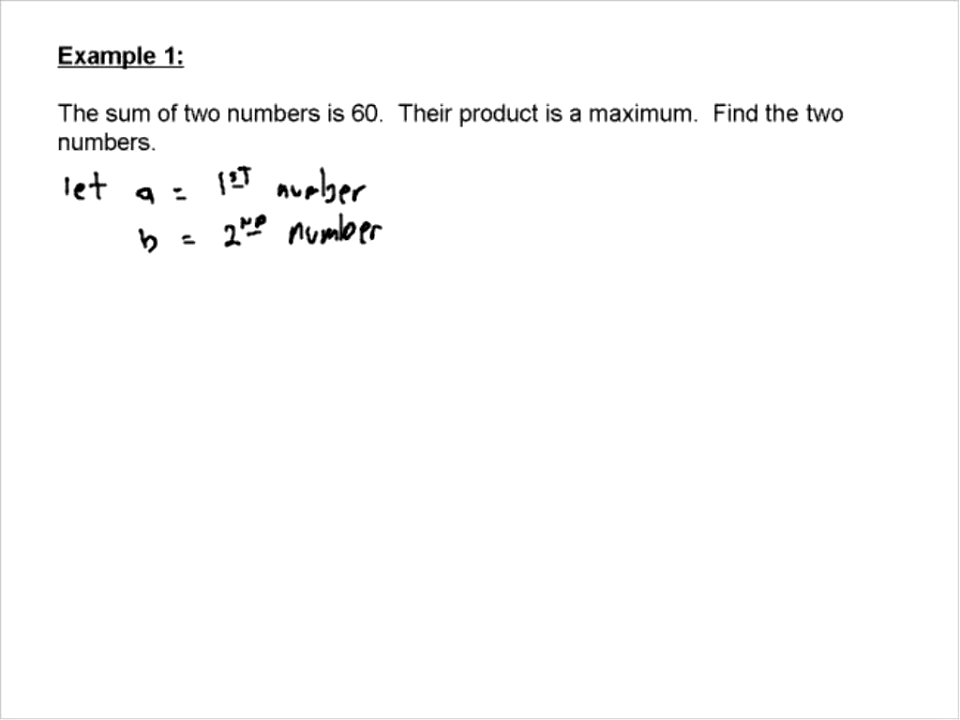 Example 1:
The sum of two numbers is 60. Their product is a maximum. Find the two
numbers.
let a = 1ST number
b = 2ND number